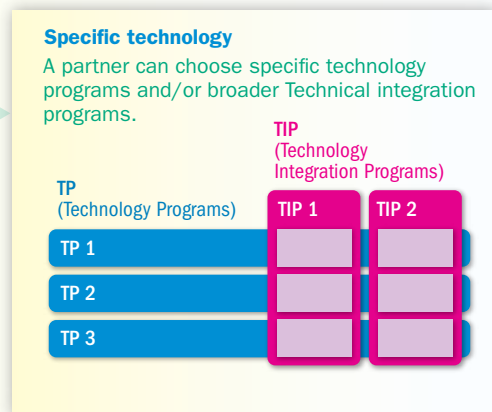 Specific technology
A partner can choose specific technology
programs and/or broader Technical integration
programs.
TIP
(Technology
Integration Programs)
TP
(Technology Programs)
TIP 1
TIP 2
TP 1
TP 2
TP 3